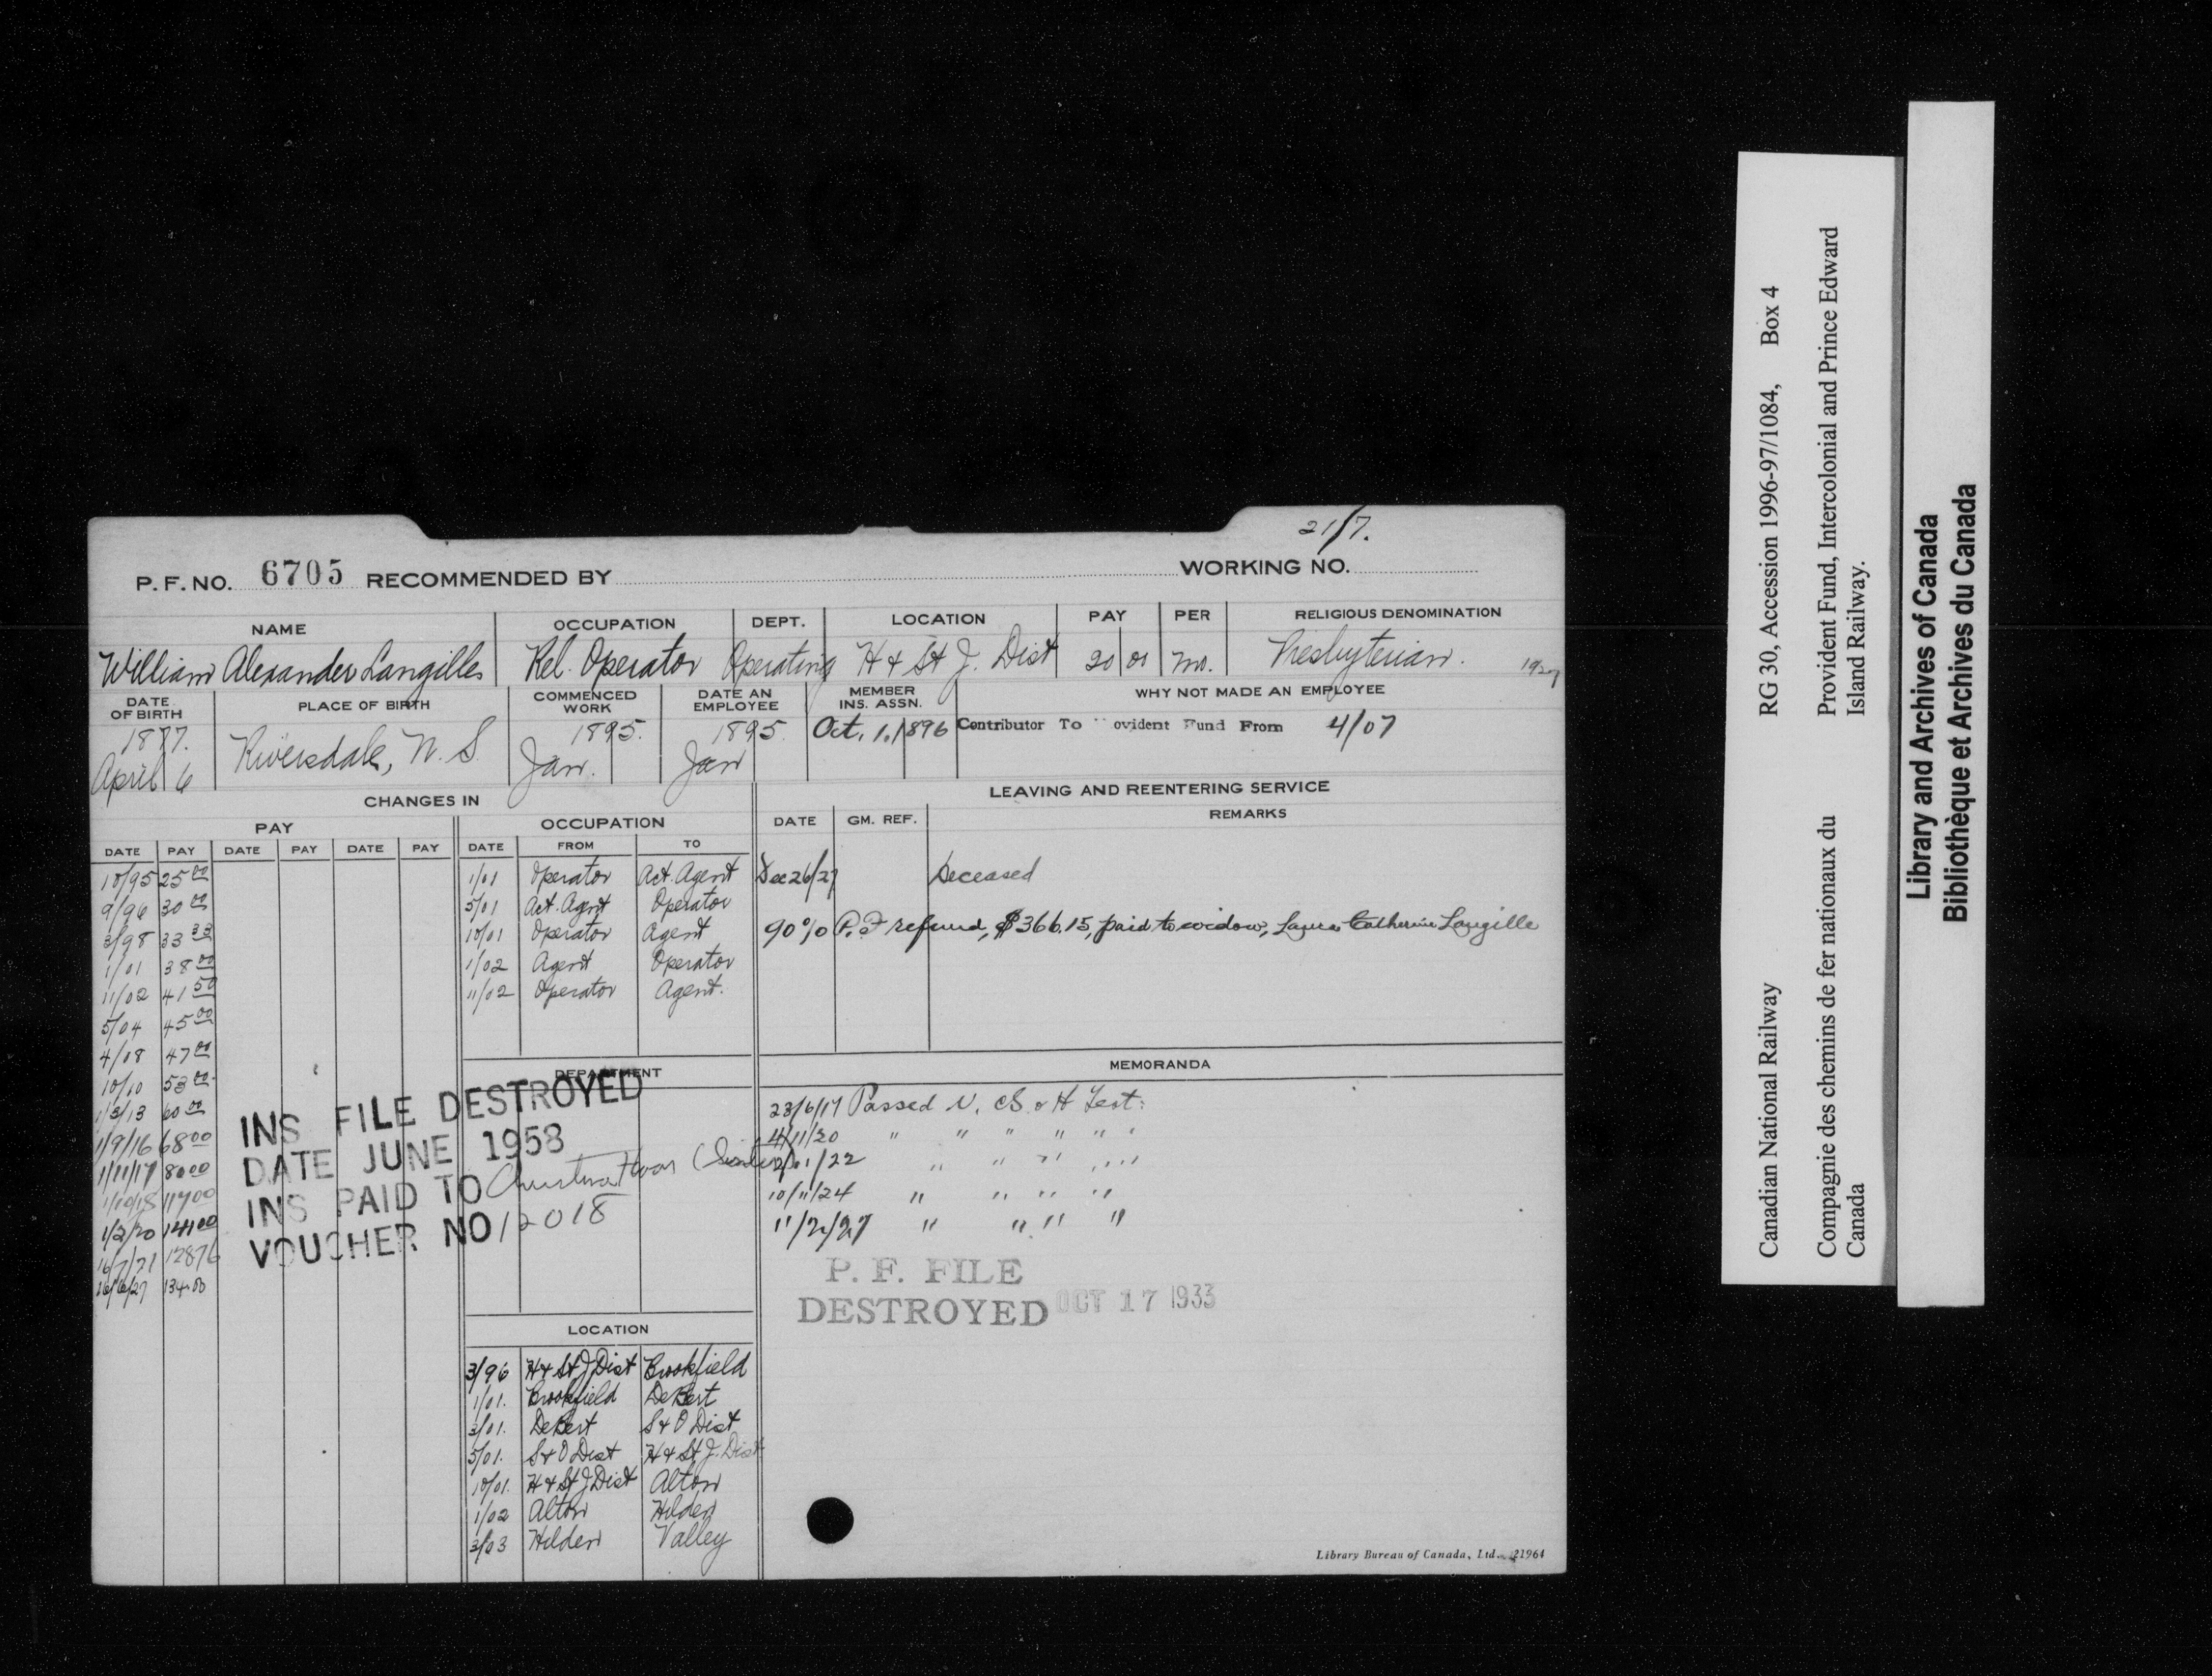 21/7.
P. F. NO. 6705 RECOMMENDED BY WORKING NO.
NAME OCCUPATION DEPT. LOCATION PAY PER RELIGIOUS DENOMINATION
William Alexander Langille Rel. Operator Operating H & St J. Dist 20 00 mo. Presbyterian. 1927
DATE OF BIRTH PLACE OF BIRTH COMMENCED WORK DATE AN EMPLOYEE MEMBER INS. ASSN. WHY NOT MADE AN EMPLOYEE
1877. April 6 Riversdale, N. S. 1895. Jan. 1895 Jan Oct. 1. 1896 Contributor To ovident Fund From 4/07
CHANGES IN LEAVING AND REENTERING SERVICE
PAY OCCUPATION DATE GM. REF. REMARKS
DATE PAY DATE PAY DATE PAY DATE FROM TO
10/95 25 00 1/01 Operator Act. Agent Dec 26/27 Deceased
9/96 30 00 5/01 Act. Agent Operator
3/98 33 33 10/01 Operator Agent 90% P. F refund, $366.15, paid to widow, Laura Catherine Langille
1/01 38 00 1/02 Agent Operator
11/02 41 50 11/02 Operator Agent.
5/04 45 00
4/08 47 00
10/10 53 00
1/3/13 60 00
1/9/16 68 00
1/11/17 80 00
1/10/18 117 00
1/2/20 141 00
16/7/21 128 76
16/6/27 134.00
DEPARTMENT MEMORANDA
INS FILE DESTROYED
DATE JUNE 1958
INS PAID TO
VOUCHER NO 12018
23/6/17 Passed V. CS. & H Test:
4/11/20 " " " " " "
/11/22 " " " " "
10/11/24 " " " "
11/2/27 " " " "
P. F. FILE
DESTROYED OCT 17 1933
LOCATION
3/96 H & St J Dist Brookfield
1/01. Brookfield DeBert
3/01. DeBert S & O Dist
5/01. S & O Dist H & St J. Dist
10/01. H & St J Dist Alton
1/02 Alton Hilden
3/03 Hilden Valley
Library Bureau of Canada, Ltd. 21964
Canadian National Railway RG 30, Accession 1996-97/1084, Box 4
Compagnie des chemins de fer nationaux du Provident Fund, Intercolonial and Prince Edward
Canada Island Railway.
Library and Archives of Canada
Bibliothèque et Archives du Canada